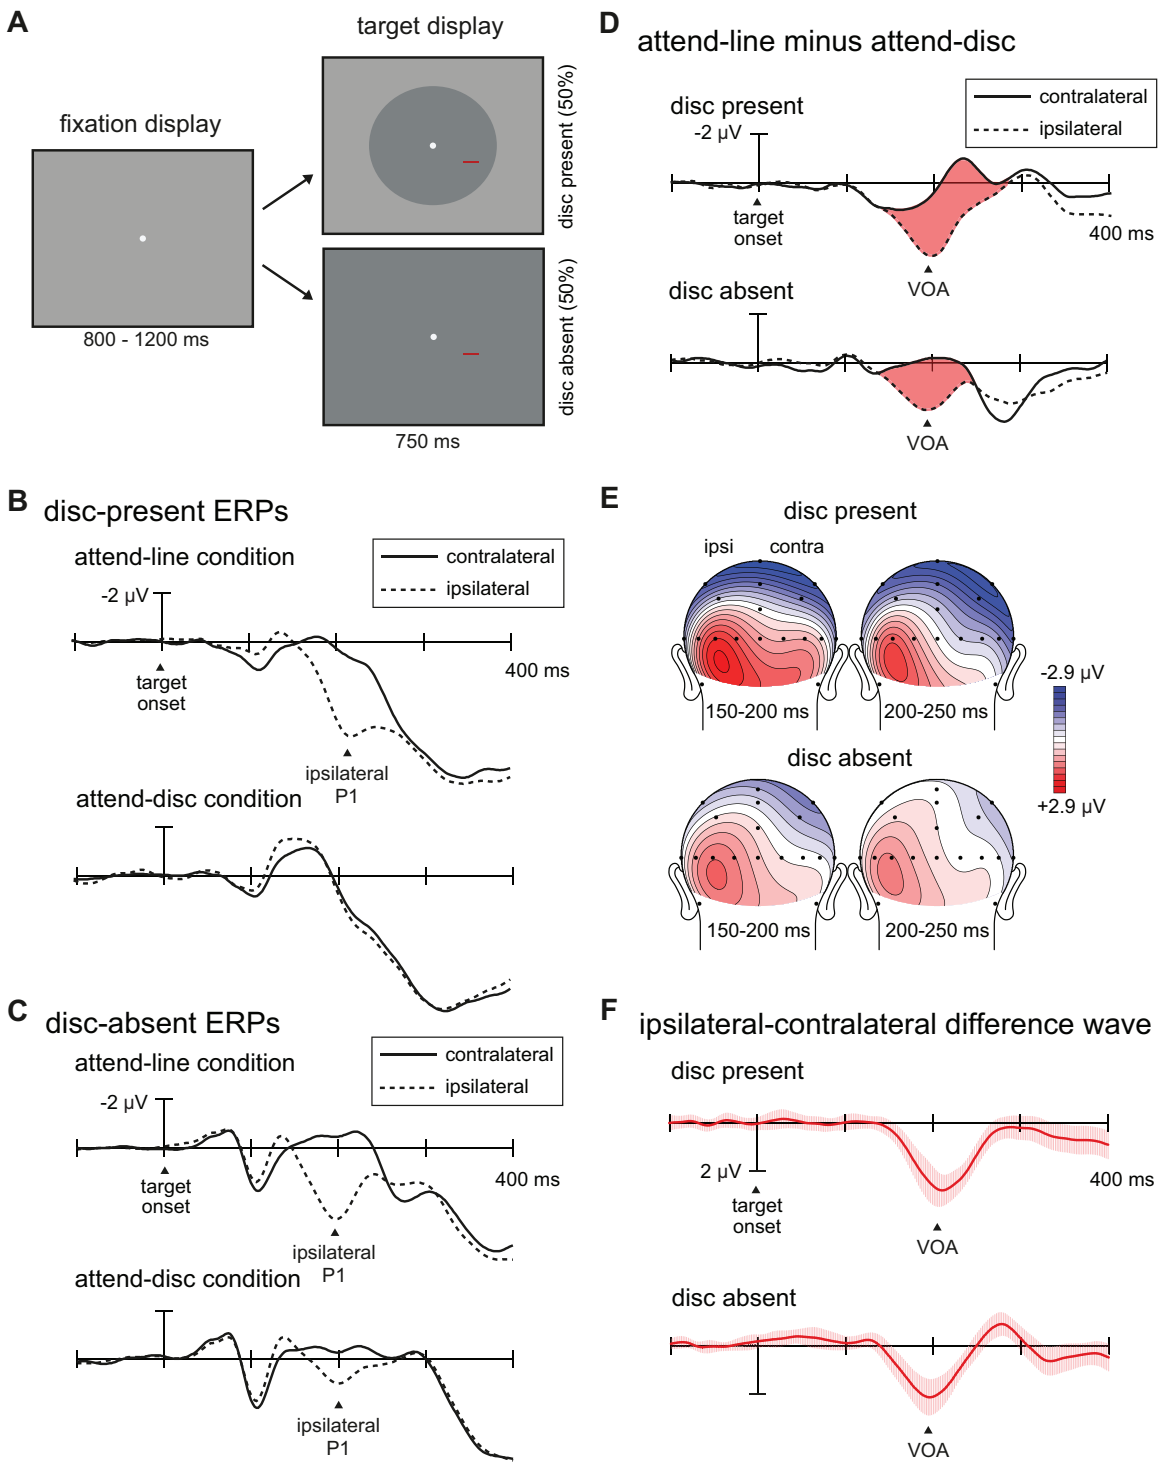 A
target display
fixation display
disc present (50%)
800 - 1200 ms
disc absent (50%)
750 ms
B
disc-present ERPs
attend-line condition
contralateral
ipsilateral
-2 µV
400 ms
target
onset
ipsilateral
P1
attend-disc condition
C
disc-absent ERPs
attend-line condition
contralateral
ipsilateral
-2 µV
400 ms
target
onset
ipsilateral
P1
attend-disc condition
ipsilateral
P1
D
attend-line minus attend-disc
contralateral
ipsilateral
disc present
-2 µV
target
onset
400 ms
VOA
disc absent
VOA
E
disc present
ipsi
contra
150-200 ms
200-250 ms
-2.9 µV
+2.9 µV
disc absent
150-200 ms
200-250 ms
F
ipsilateral-contralateral difference wave
disc present
2 µV
target
onset
400 ms
VOA
disc absent
VOA